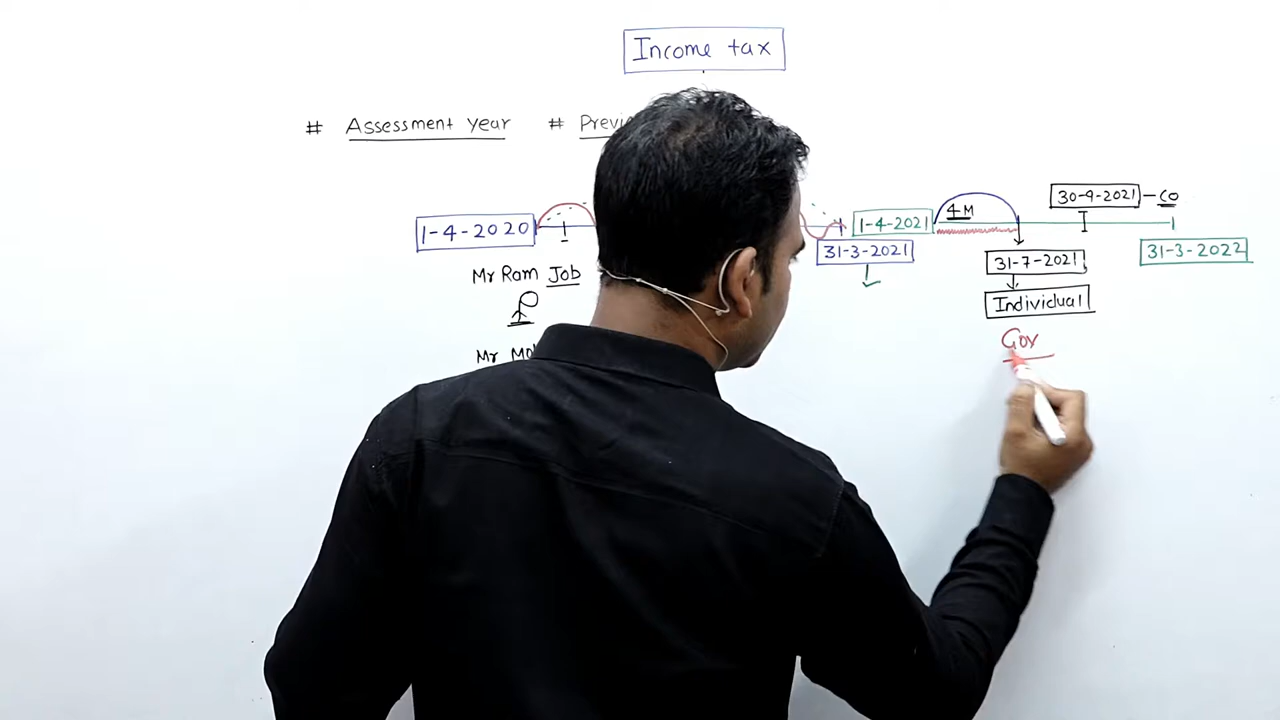 Income tax
# Assessment year # Previ
30-9-2021 - CO
1-4-2020 1-4-2021 4M
31-3-2021 31-7-2021 31-3-2022
Mr Ram Job
Individual
Gov
Mr Mo